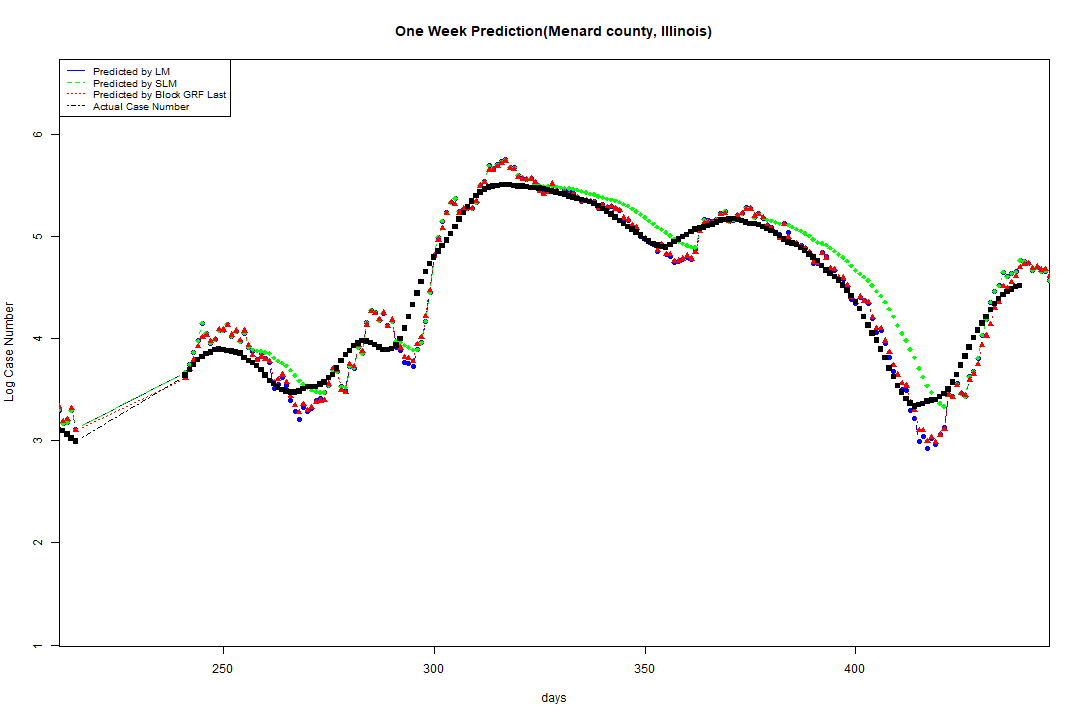 One Week Prediction(Menard county, Illinois)
Predicted by LM
Predicted by SLM
Predicted by Block GRF Last
Actual Case Number
6
5
4
3
2
1
Log Case Number
250 300 350 400
days